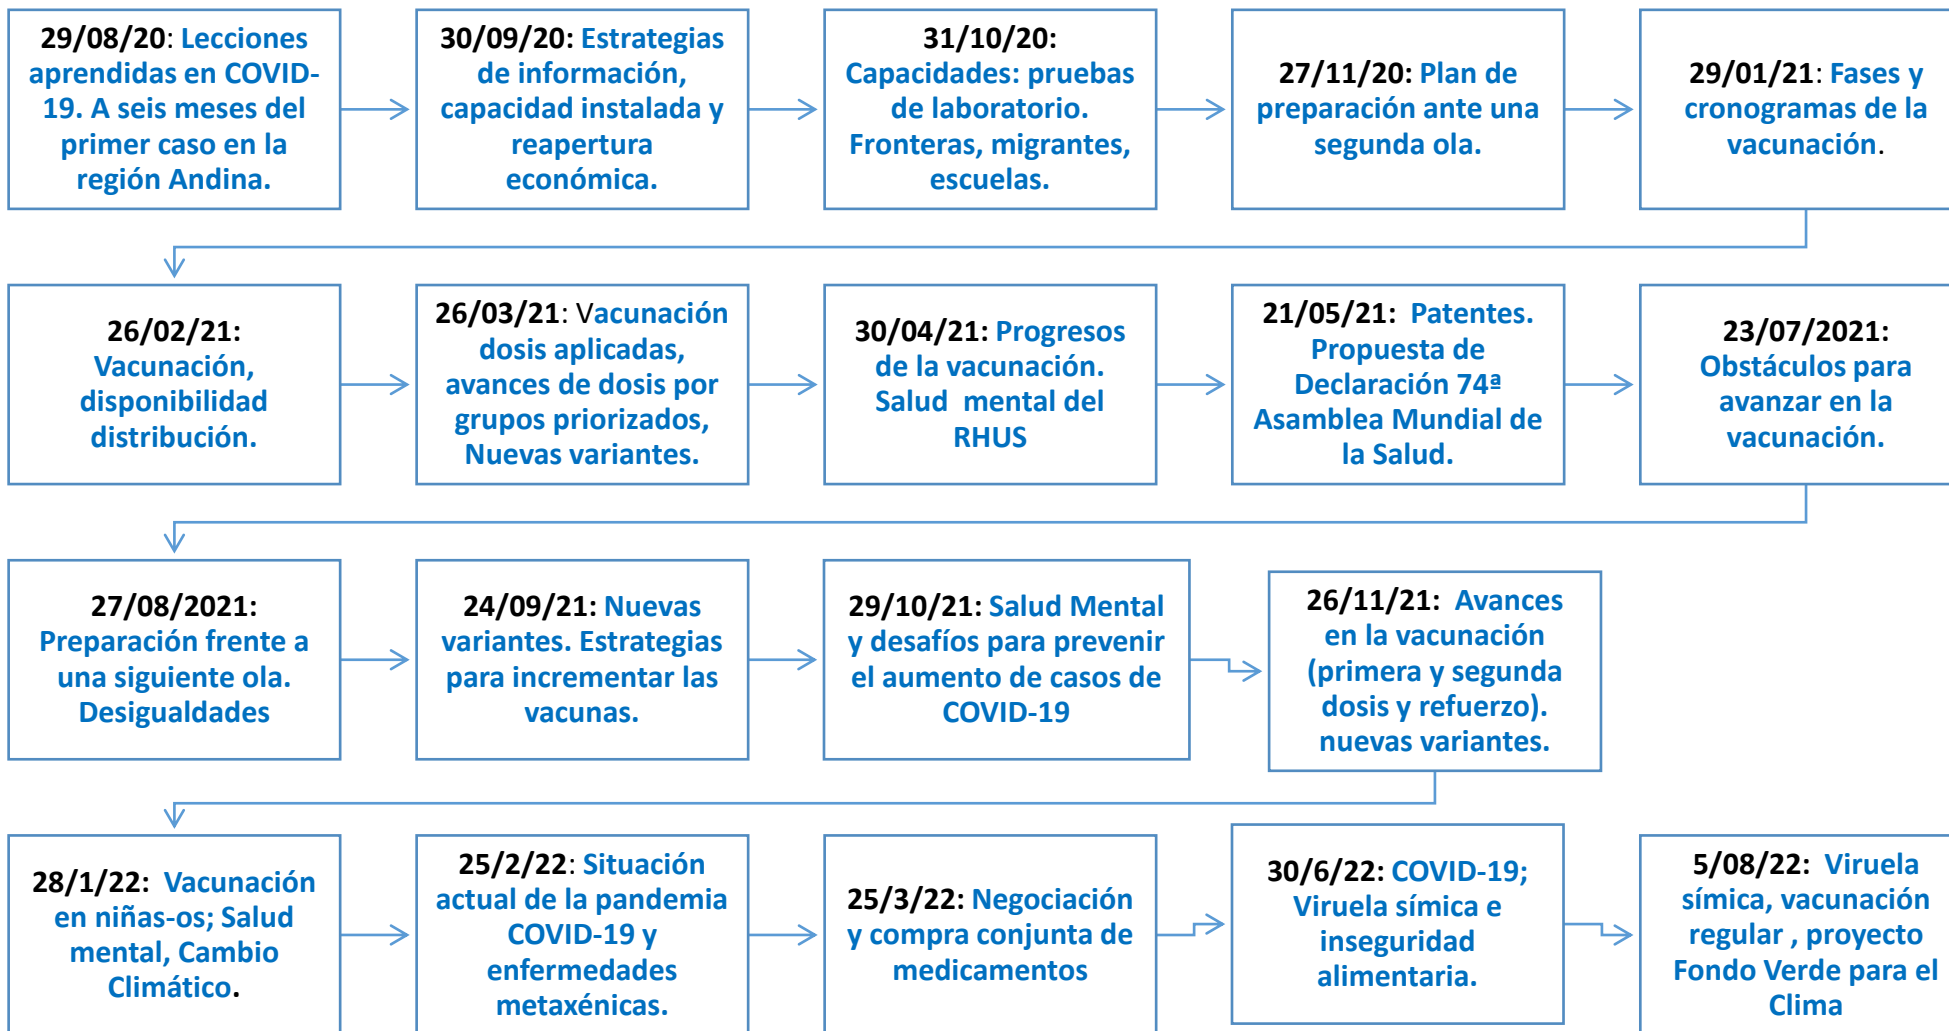 29/08/20: Lecciones
aprendidas en COVID-
19. A seis meses del
primer caso en la
región Andina.
30/09/20: Estrategias
de información,
capacidad instalada y
reapertura
económica.
31/10/20:
Capacidades: pruebas
de laboratorio.
Fronteras, migrantes,
escuelas.
27/11/20: Plan de
preparación ante una
segunda ola.
29/01/21: Fases y
cronogramas de la
vacunación.
26/02/21:
Vacunación,
disponibilidad
distribución.
26/03/21: Vacunación
dosis aplicadas,
avances de dosis por
grupos priorizados,
Nuevas variantes.
30/04/21: Progresos
de la vacunación.
Salud mental del
RHUS
21/05/21: Patentes.
Propuesta de
Declaración 74ª
Asamblea Mundial de
la Salud.
23/07/2021:
Obstáculos para
avanzar en la
vacunación.
27/08/2021:
Preparación frente a
una siguiente ola.
Desigualdades
24/09/21: Nuevas
variantes. Estrategias
para incrementar las
vacunas.
29/10/21: Salud Mental
y desafíos para prevenir
el aumento de casos de
COVID-19
26/11/21: Avances
en la vacunación
(primera y segunda
dosis y refuerzo).
nuevas variantes.
28/1/22: Vacunación
en niñas-os; Salud
mental, Cambio
Climático.
25/2/22: Situación
actual de la pandemia
COVID-19 y
enfermedades
metaxénicas.
25/3/22: Negociación
y compra conjunta de
medicamentos
30/6/22: COVID-19;
Viruela símica e
inseguridad
alimentaria.
5/08/22: Viruela
símica, vacunación
regular , proyecto
Fondo Verde para el
Clima